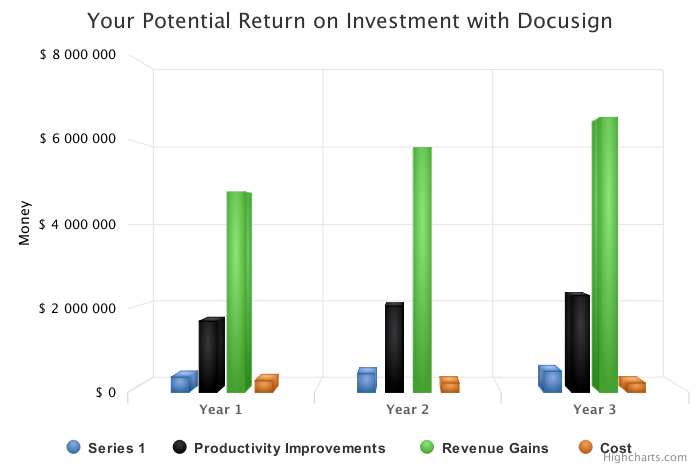 Your Potential Return on Investment with Docusign
$ 8 000 000
$ 6 000 000
$ 4 000 000
$ 2 000 000
$ 0
Money
Year 1
Year 2
Year 3
Series 1
Productivity Improvements
Revenue Gains
Cost
Highcharts.com